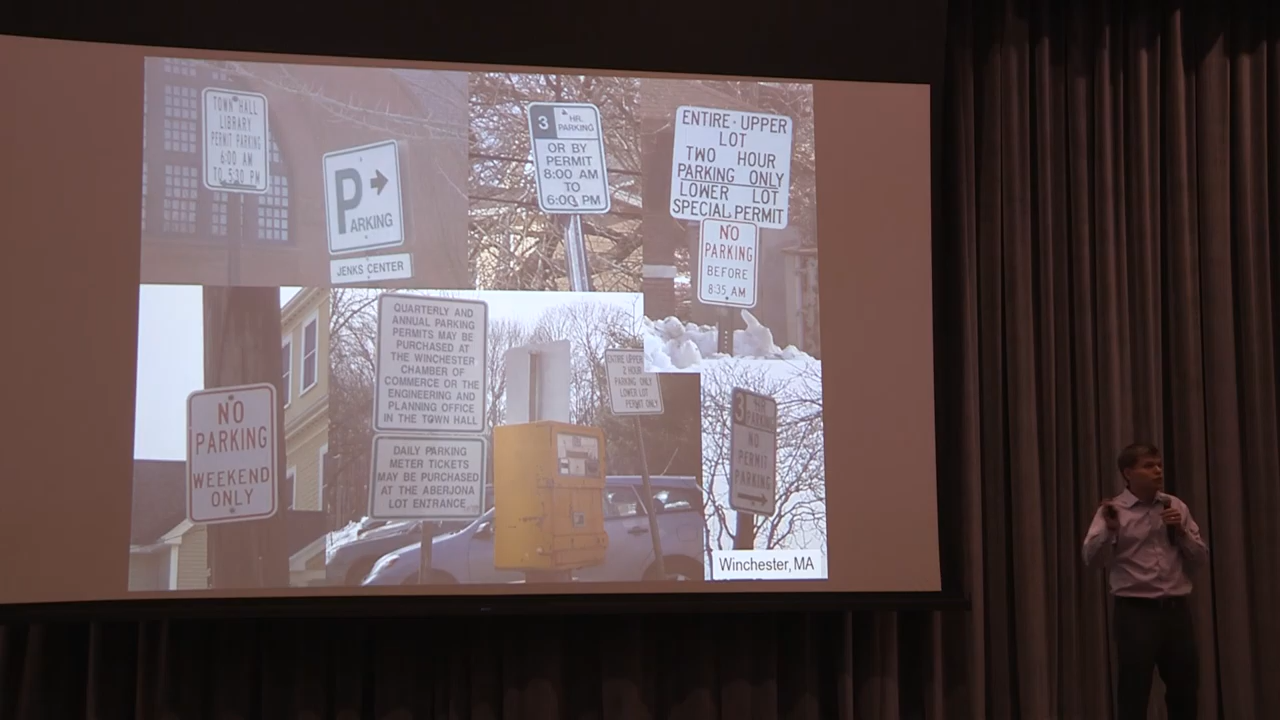 TOWN HALL
LIBRARY
PERMIT PARKING
6:00 AM
TO 5:30 PM
P
PARKING
JENKS CENTER
3 HR.
PARKING
OR BY
PERMIT
8:00 AM
TO
6:00 PM
ENTIRE UPPER
LOT
TWO HOUR
PARKING ONLY
LOWER LOT
SPECIAL PERMIT
NO
PARKING
BEFORE
8:35 AM
NO
PARKING
WEEKEND
ONLY
QUARTERLY AND
ANNUAL PARKING
PERMITS MAY BE
PURCHASED AT
THE WINCHESTER
CHAMBER OF
COMMERCE OR THE
ENGINEERING AND
PLANNING OFFICE
IN THE TOWN HALL
DAILY PARKING
METER TICKETS
MAY BE PURCHASED
AT THE ABERJONA
LOT ENTRANCE
ENTIRE UPPER
2 HOUR
PARKING ONLY
LOWER LOT
PERMIT ONLY
3 HR.
PARKING
NO
PERMIT
PARKING
Winchester, MA